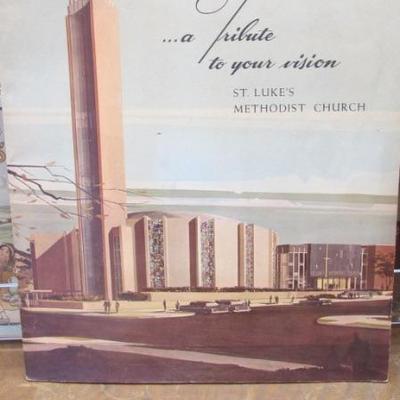 ...a Tribute
to your vision
ST. LUKE'S
METHODIST CHURCH